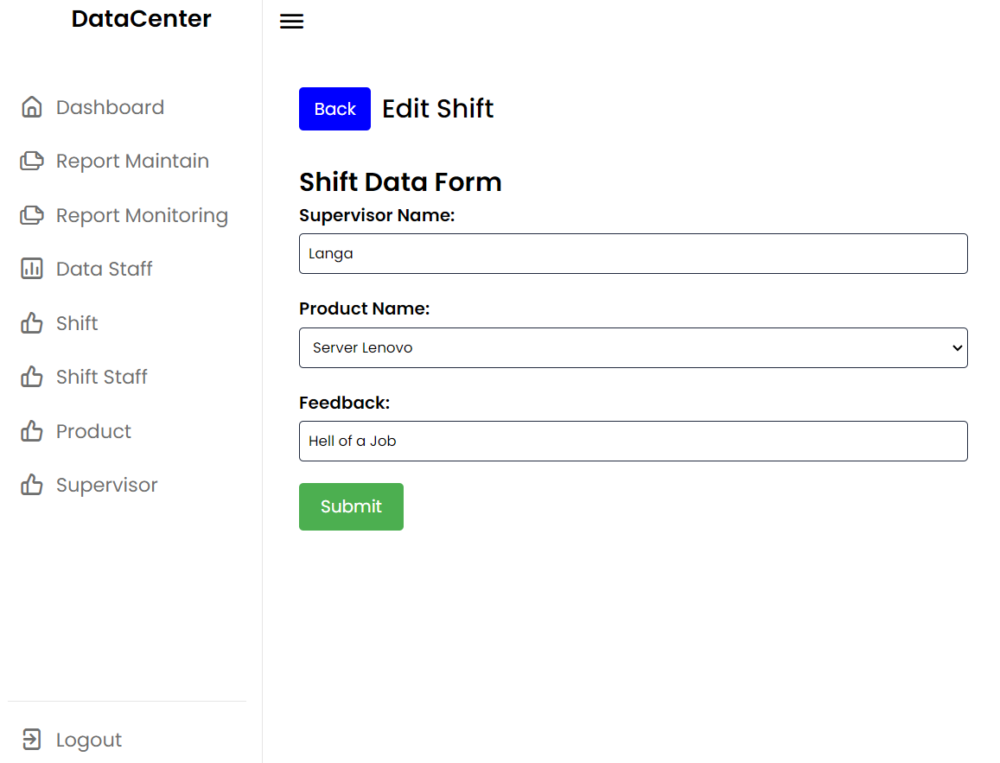 DataCenter
Dashboard
Report Maintain
Report Monitoring
Data Staff
Shift
Shift Staff
Product
Supervisor
Logout
Back
Edit Shift
Shift Data Form
Supervisor Name:
Langa
Product Name:
Server Lenovo
Feedback:
Hell of a Job
Submit